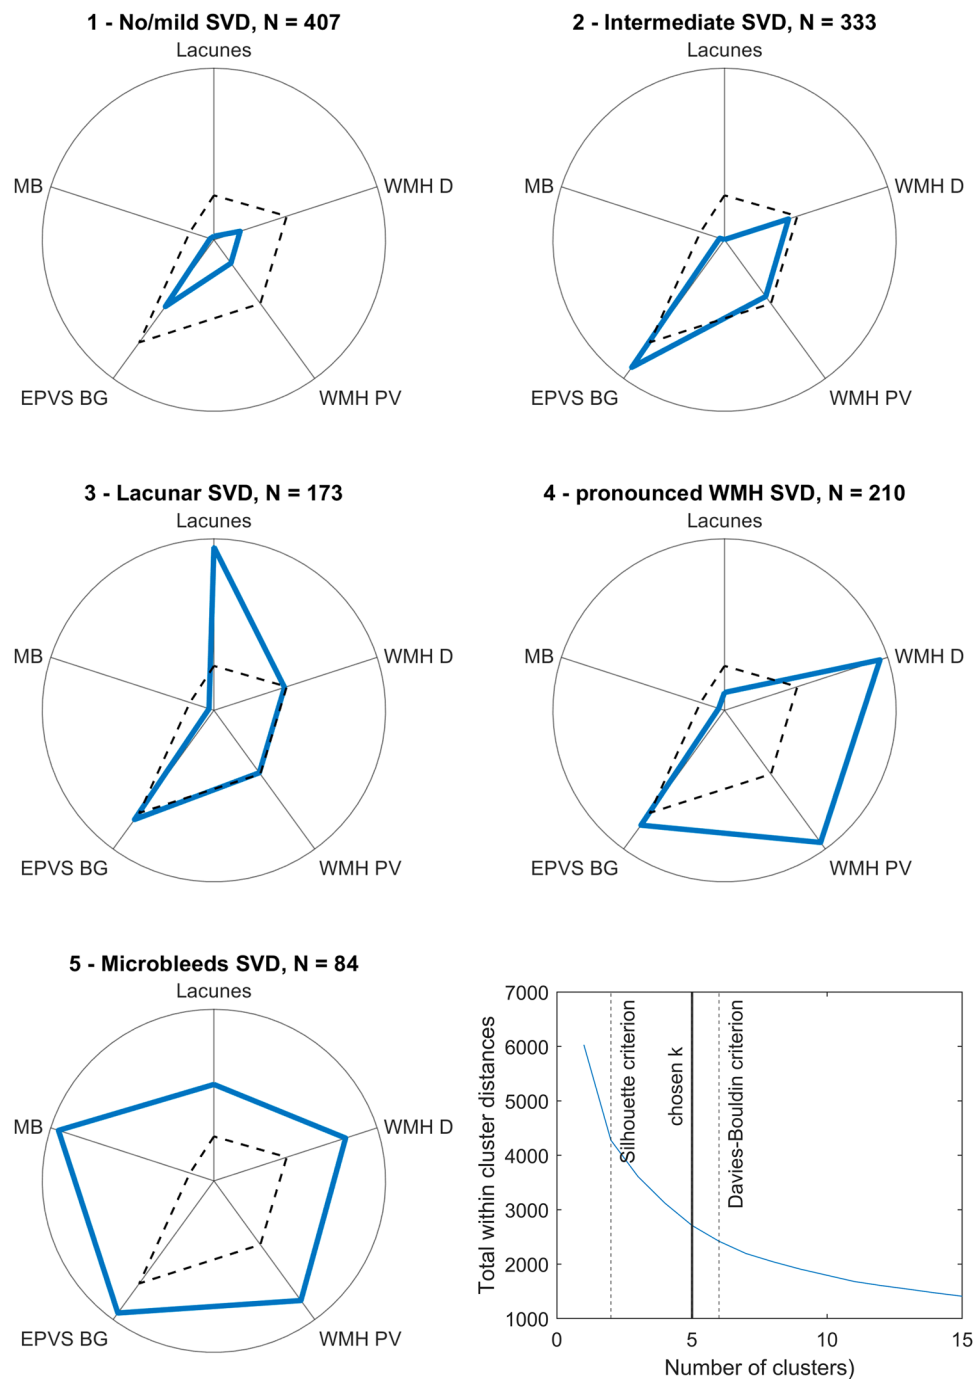 1 - No/mild SVD, N = 407
Lacunes
MB
WMH D
EPVS BG
WMH PV
2 - Intermediate SVD, N = 333
Lacunes
MB
WMH D
EPVS BG
WMH PV
3 - Lacunar SVD, N = 173
Lacunes
MB
WMH D
EPVS BG
WMH PV
4 - pronounced WMH SVD, N = 210
Lacunes
MB
WMH D
EPVS BG
WMH PV
5 - Microbleeds SVD, N = 84
Lacunes
MB
WMH D
EPVS BG
WMH PV
Total within cluster distances
7000
6000
5000
4000
3000
2000
1000
Silhouette criterion
chosen k
Davies-Bouldin criterion
0
5
10
15
Number of clusters)